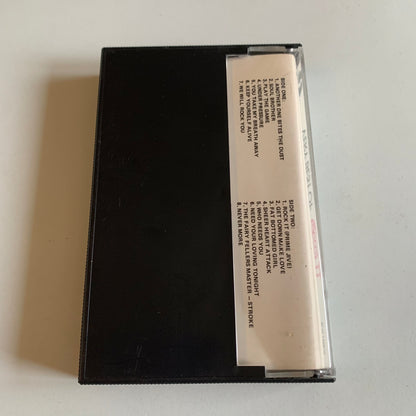 SIDE ONE:
1. ANOTHER ONE BITES THE DUST
2. SOUL BROTHER
3. PLAY THE GAME
4. UNDER PRESSURE
5. YOU TAKE MY BREATH AWAY
6. KEEP YOURSELF ALIVE
7. WE WILL ROCK YOU
SIDE TWO:
1. ROCK IT (PRIME JIVE)
2. GET DOWN MAKE LOVE
3. FAT BOTTOMED GIRL
4. SHEER HEART ATTACK
5. WHO NEEDS YOU
6. NEED YOUR LOVING TONIGHT
7. THE FAIRY FELLERS MASTER – STROKE
8. NEVER MORE